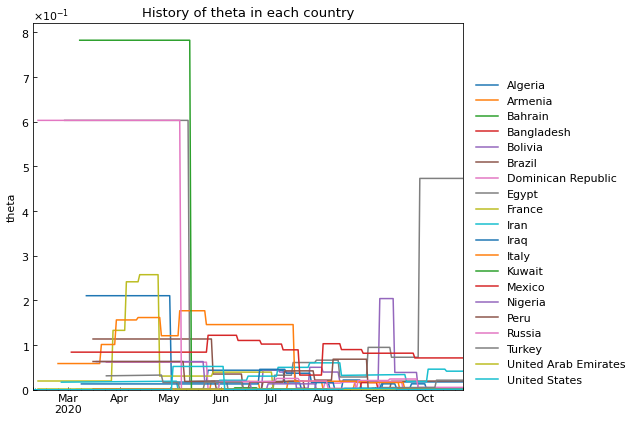 History of theta in each country
×10⁻¹
8
7
6
5
4
3
2
1
0
theta
Mar Apr May Jun Jul Aug Sep Oct
2020
Algeria
Armenia
Bahrain
Bangladesh
Bolivia
Brazil
Dominican Republic
Egypt
France
Iran
Iraq
Italy
Kuwait
Mexico
Nigeria
Peru
Russia
Turkey
United Arab Emirates
United States